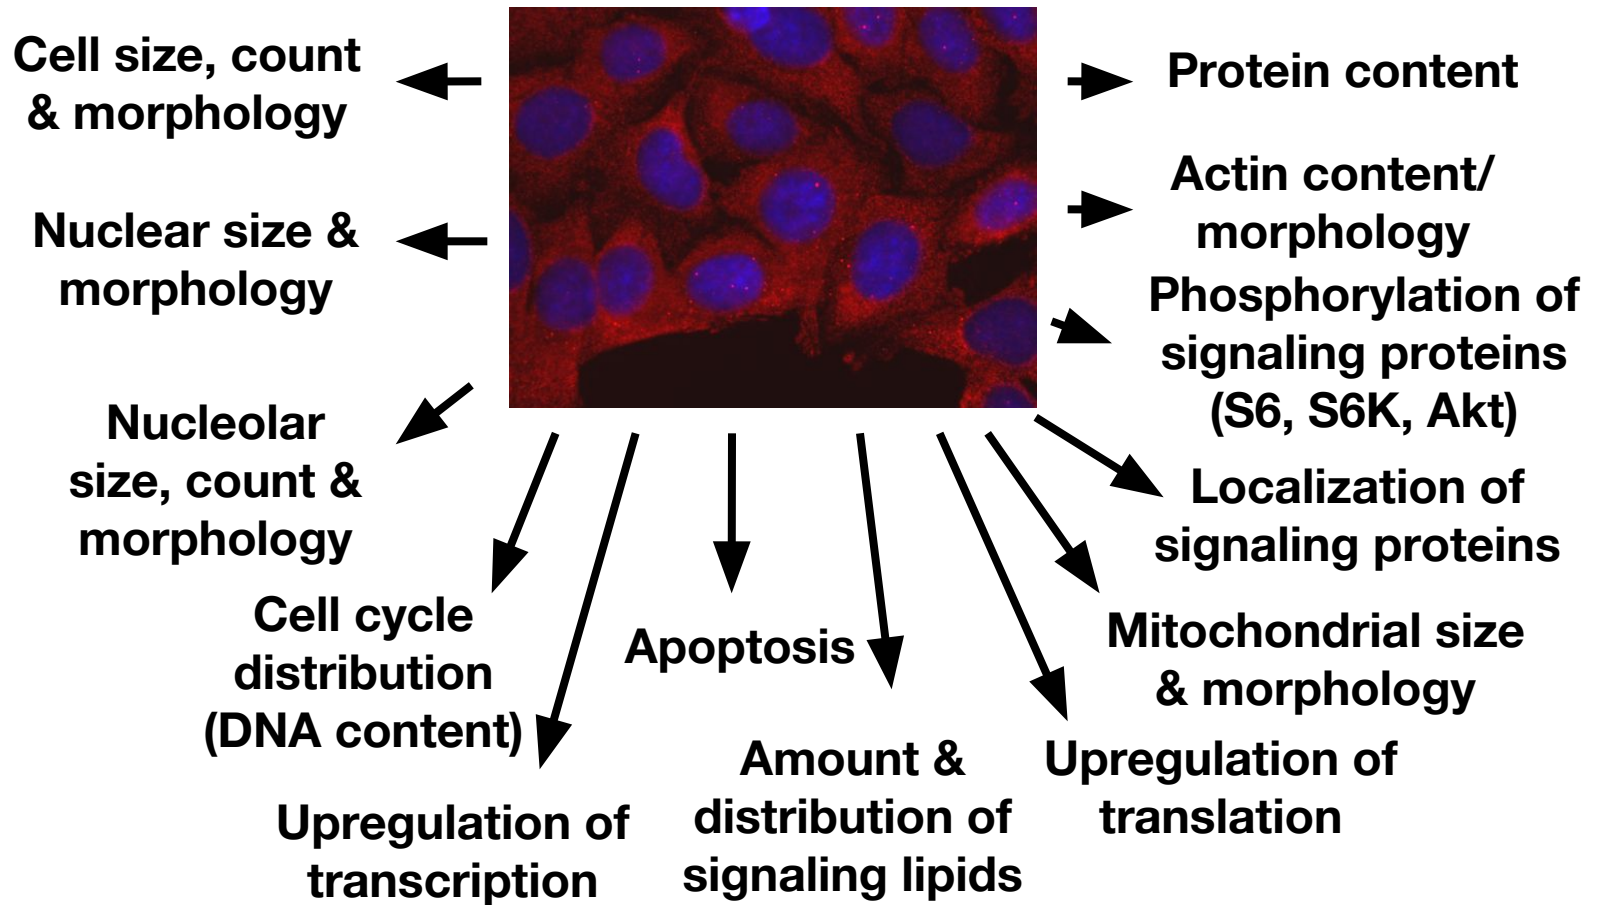 Cell size, count
& morphology
Nuclear size &
morphology
Nucleolar
size, count &
morphology
Cell cycle
distribution
(DNA content)
Upregulation of
transcription
Apoptosis
Amount &
distribution of
signaling lipids
Upregulation of
translation
Mitochondrial size
& morphology
Localization of
signaling proteins
Phosphorylation of
signaling proteins
(S6, S6K, Akt)
Actin content/
morphology
Protein content